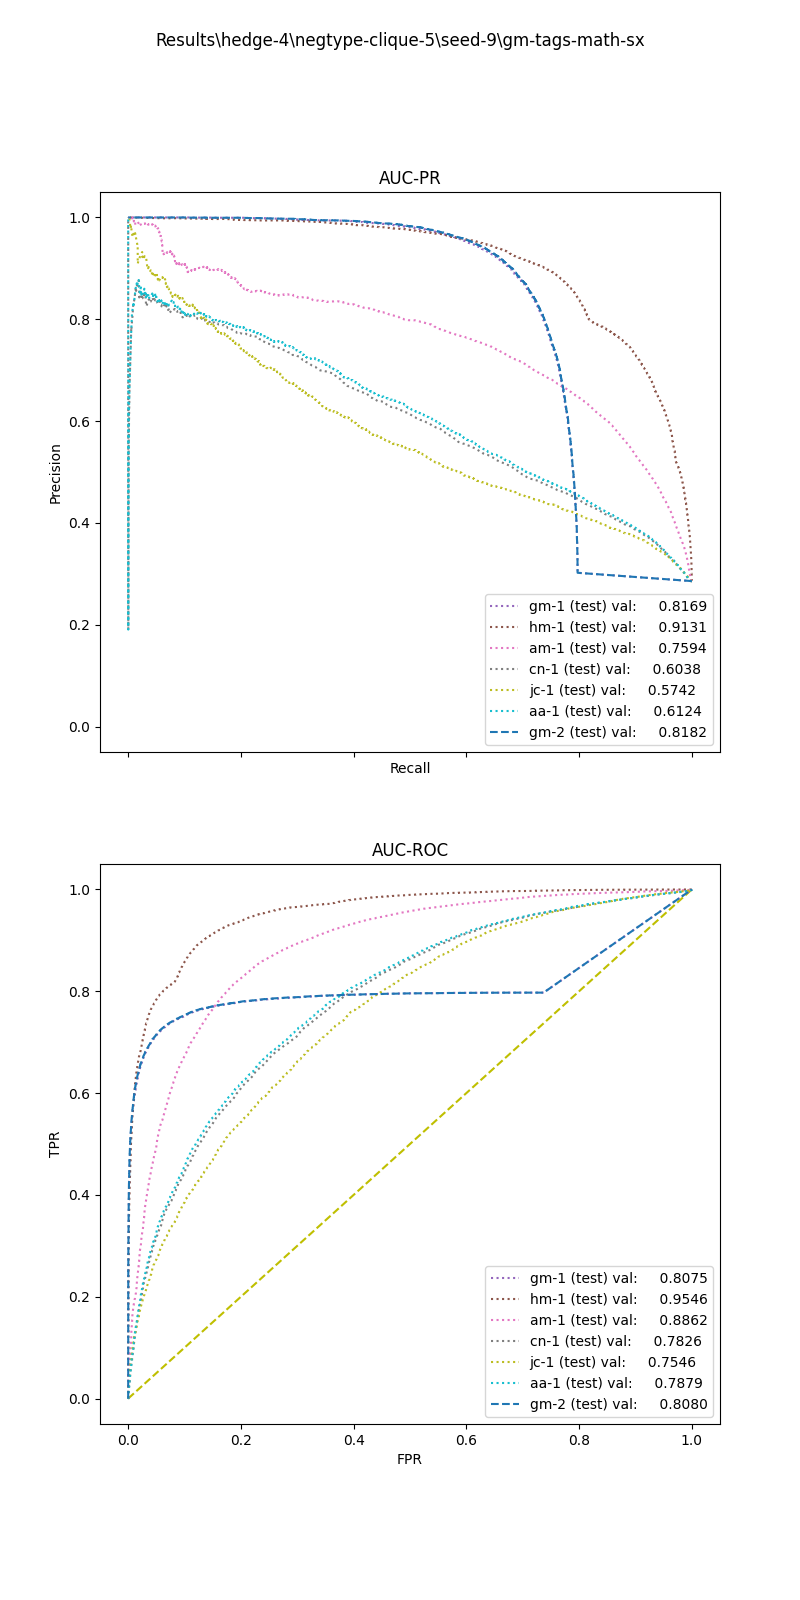 Results\hedge-4\negtype-clique-5\seed-9\gm-tags-math-sx
AUC-PR
1.0
0.8
0.6
0.4
0.2
0.0
Precision
gm-1 (test) val: 0.8169
hm-1 (test) val: 0.9131
am-1 (test) val: 0.7594
cn-1 (test) val: 0.6038
jc-1 (test) val: 0.5742
aa-1 (test) val: 0.6124
gm-2 (test) val: 0.8182
Recall
AUC-ROC
1.0
0.8
0.6
0.4
0.2
0.0
TPR
gm-1 (test) val: 0.8075
hm-1 (test) val: 0.9546
am-1 (test) val: 0.8862
cn-1 (test) val: 0.7826
jc-1 (test) val: 0.7546
aa-1 (test) val: 0.7879
gm-2 (test) val: 0.8080
0.0 0.2 0.4 0.6 0.8 1.0
FPR